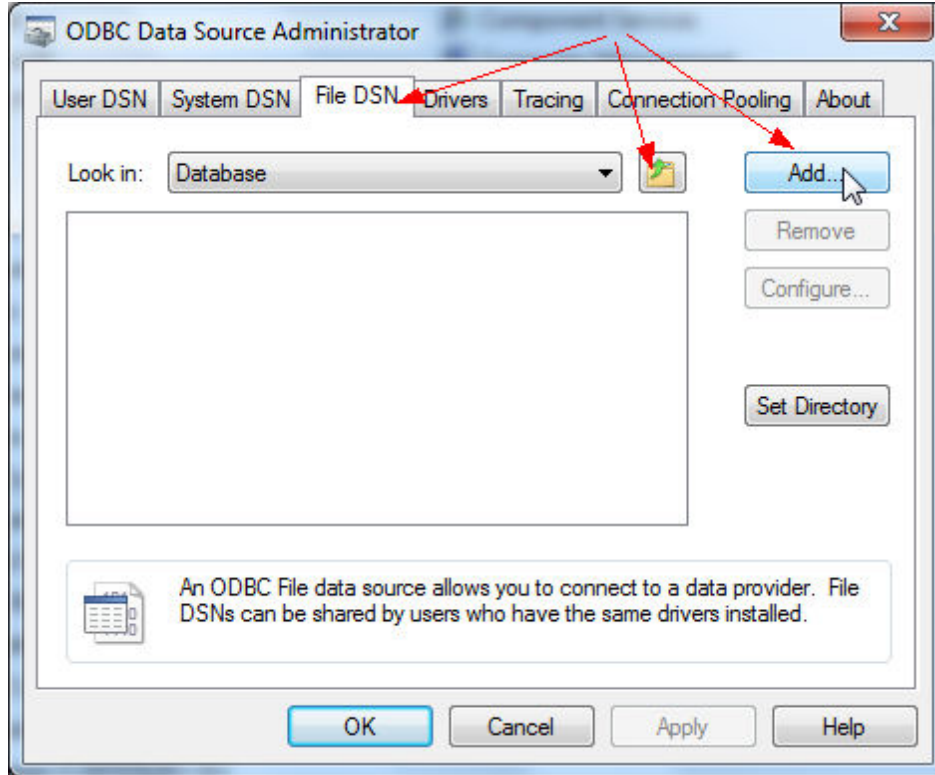 ODBC Data Source Administrator
User DSN System DSN File DSN Drivers Tracing Connection Pooling About
Look in: Database Add...
Remove
Configure...
Set Directory
An ODBC File data source allows you to connect to a data provider. File
DSNs can be shared by users who have the same drivers installed.
OK Cancel Apply Help